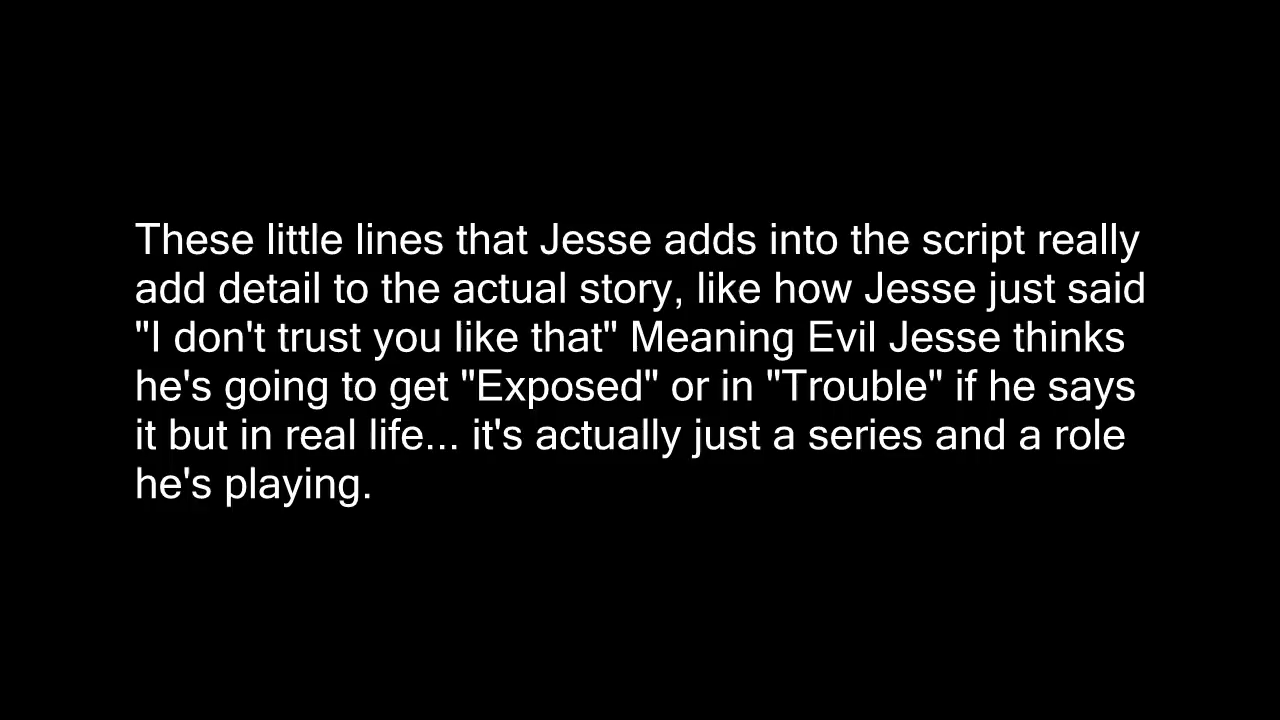 These little lines that Jesse adds into the script really
add detail to the actual story, like how Jesse just said
"I don't trust you like that" Meaning Evil Jesse thinks
he's going to get "Exposed" or in "Trouble" if he says
it but in real life... it's actually just a series and a role
he's playing.